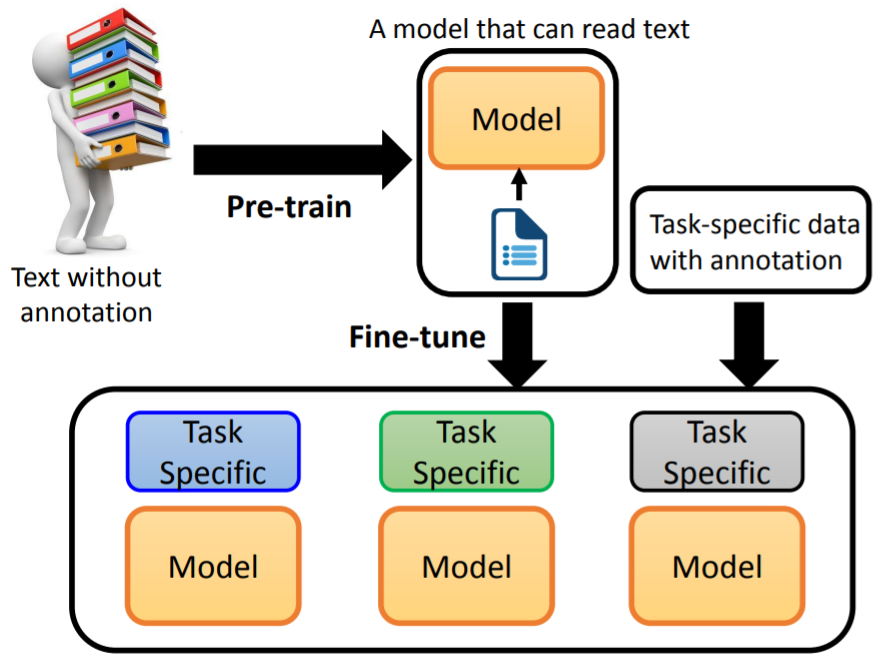 A model that can read text
Model
Pre-train
Text without
annotation
Task-specific data
with annotation
Fine-tune
Task
Specific
Task
Specific
Task
Specific
Model
Model
Model